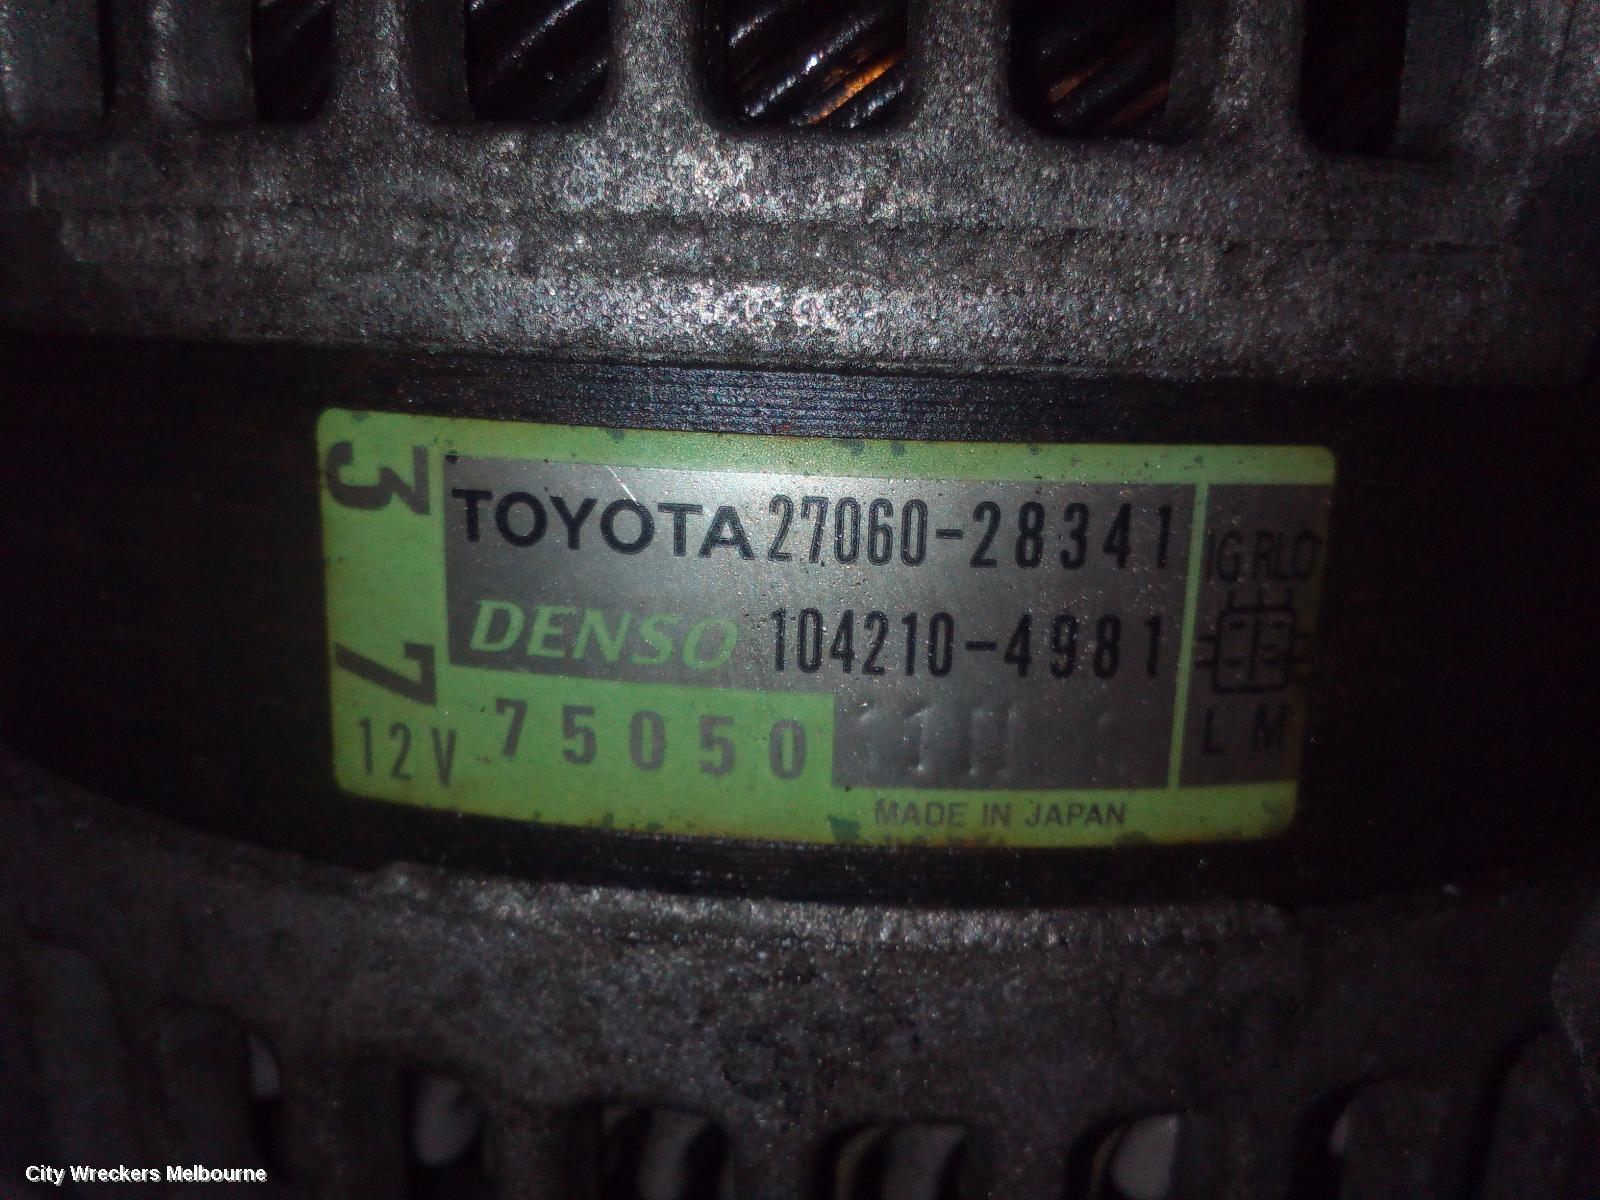 3 7
TOYOTA 27060-28341
DENSO 104210-4981
12V 75050
MADE IN JAPAN
IG RLO
L M
City Wreckers Melbourne